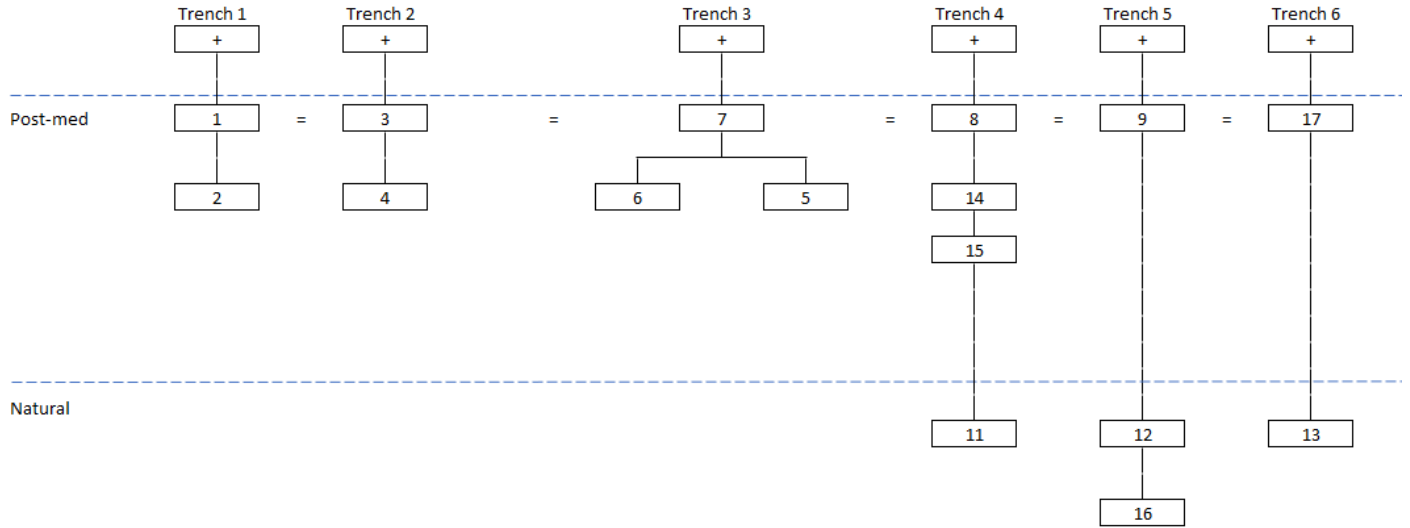 Trench 1 Trench 2 Trench 3 Trench 4 Trench 5 Trench 6
+ + + + + +
Post-med 1 = 3 = 7 = 8 = 9 = 17
2 4 6 5 14
15
Natural
11 12 13
16